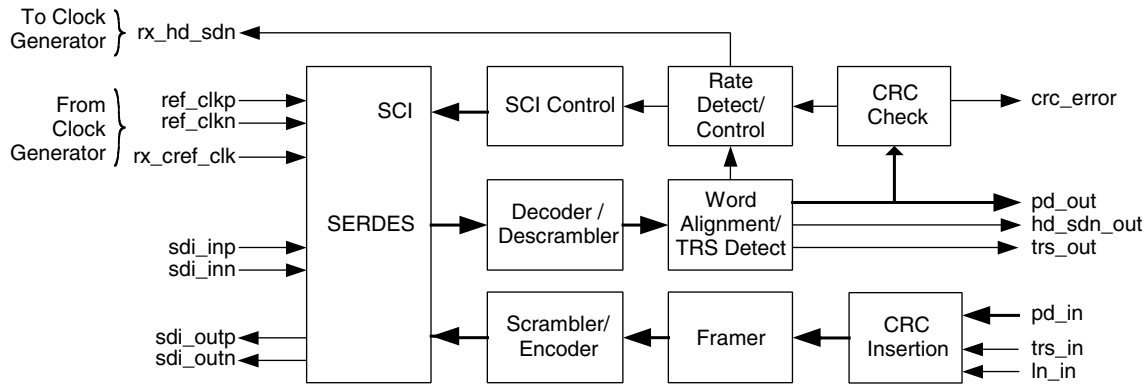 To Clock
Generator
rx_hd_sdn
From
Clock
Generator
ref_clkp
ref_clkn
rx_cref_clk
sdi_inp
sdi_inn
sdi_outp
sdi_outn
SCI
SERDES
SCI Control
Rate
Detect/
Control
CRC
Check
crc_error
Decoder /
Descrambler
Word
Alignment/
TRS Detect
pd_out
hd_sdn_out
trs_out
Scrambler/
Encoder
Framer
CRC
Insertion
pd_in
trs_in
ln_in